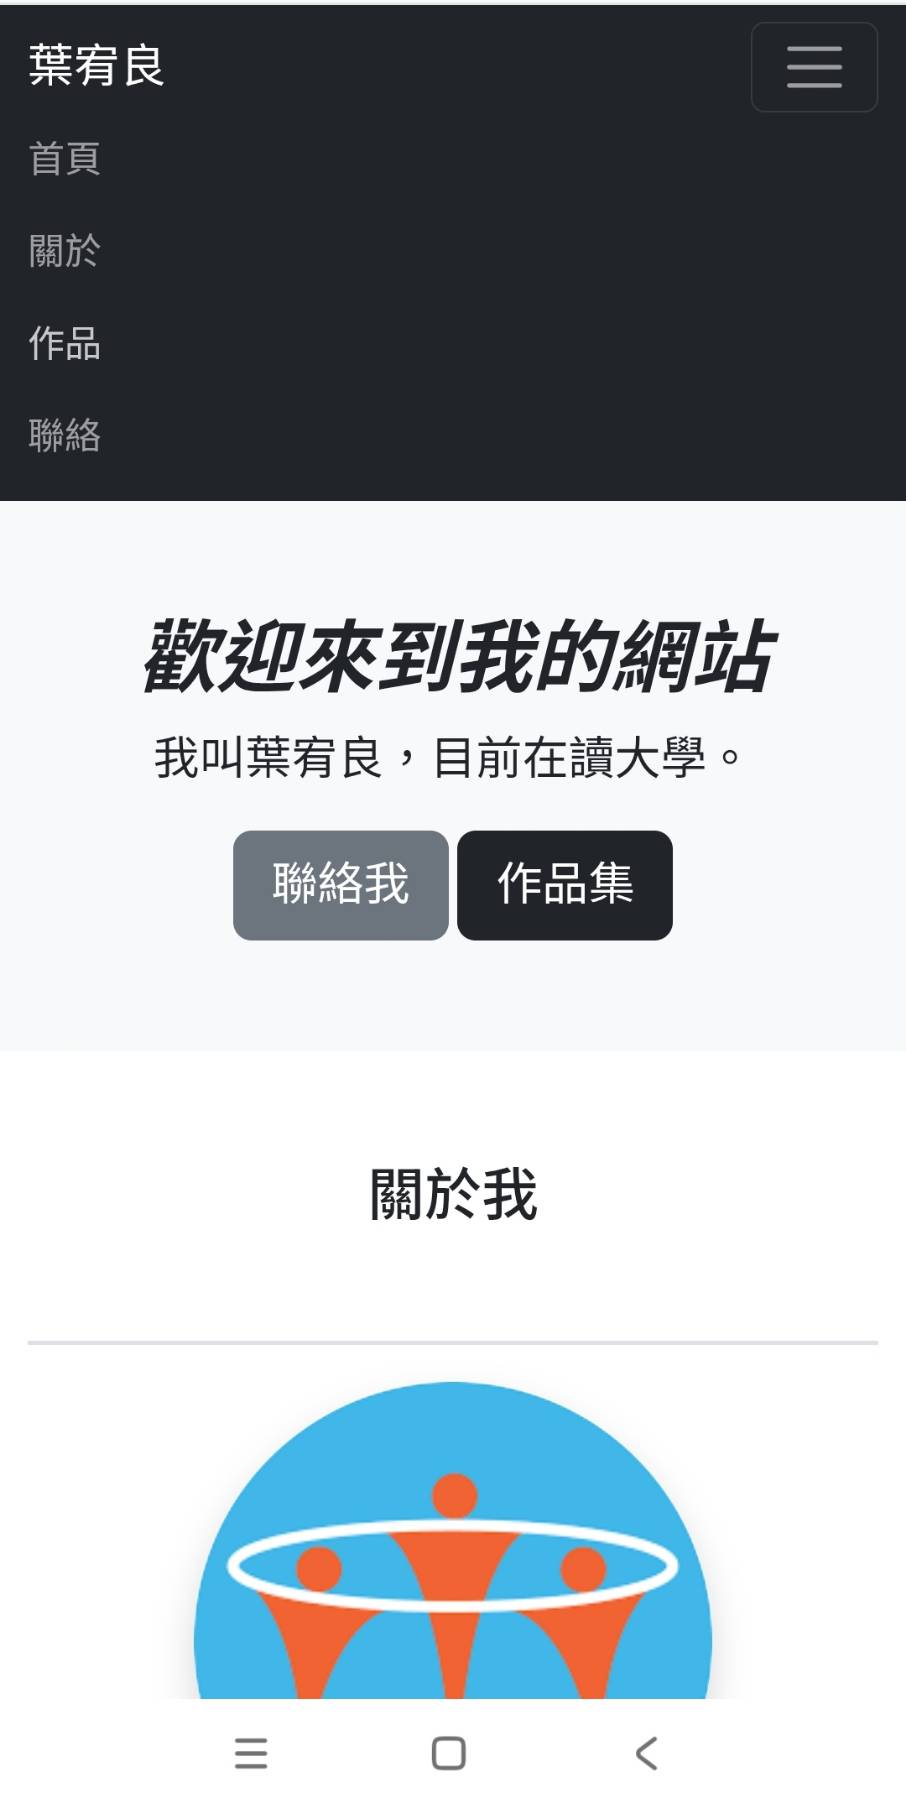 葉宥良
首頁
關於
作品
聯絡
歡迎來到我的網站
我叫葉宥良，目前在讀大學。
聯絡我
作品集
關於我